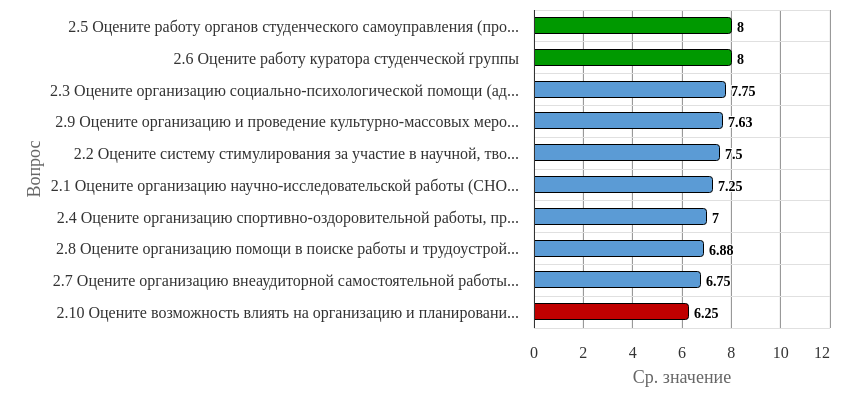 2.5 Оцените работу органов студенческого самоуправления (про...
8
2.6 Оцените работу куратора студенческой группы
8
2.3 Оцените организацию социально-психологической помощи (ад...
7.75
2.9 Оцените организацию и проведение культурно-массовых меро...
7.63
2.2 Оцените систему стимулирования за участие в научной, тво...
7.5
2.1 Оцените организацию научно-исследовательской работы (СНО...
7.25
2.4 Оцените организацию спортивно-оздоровительной работы, пр...
7
2.8 Оцените организацию помощи в поиске работы и трудоустрой...
6.88
2.7 Оцените организацию внеаудиторной самостоятельной работы...
6.75
2.10 Оцените возможность влиять на организацию и планировани...
6.25
Вопрос
0 2 4 6 8 10 12
Ср. значение